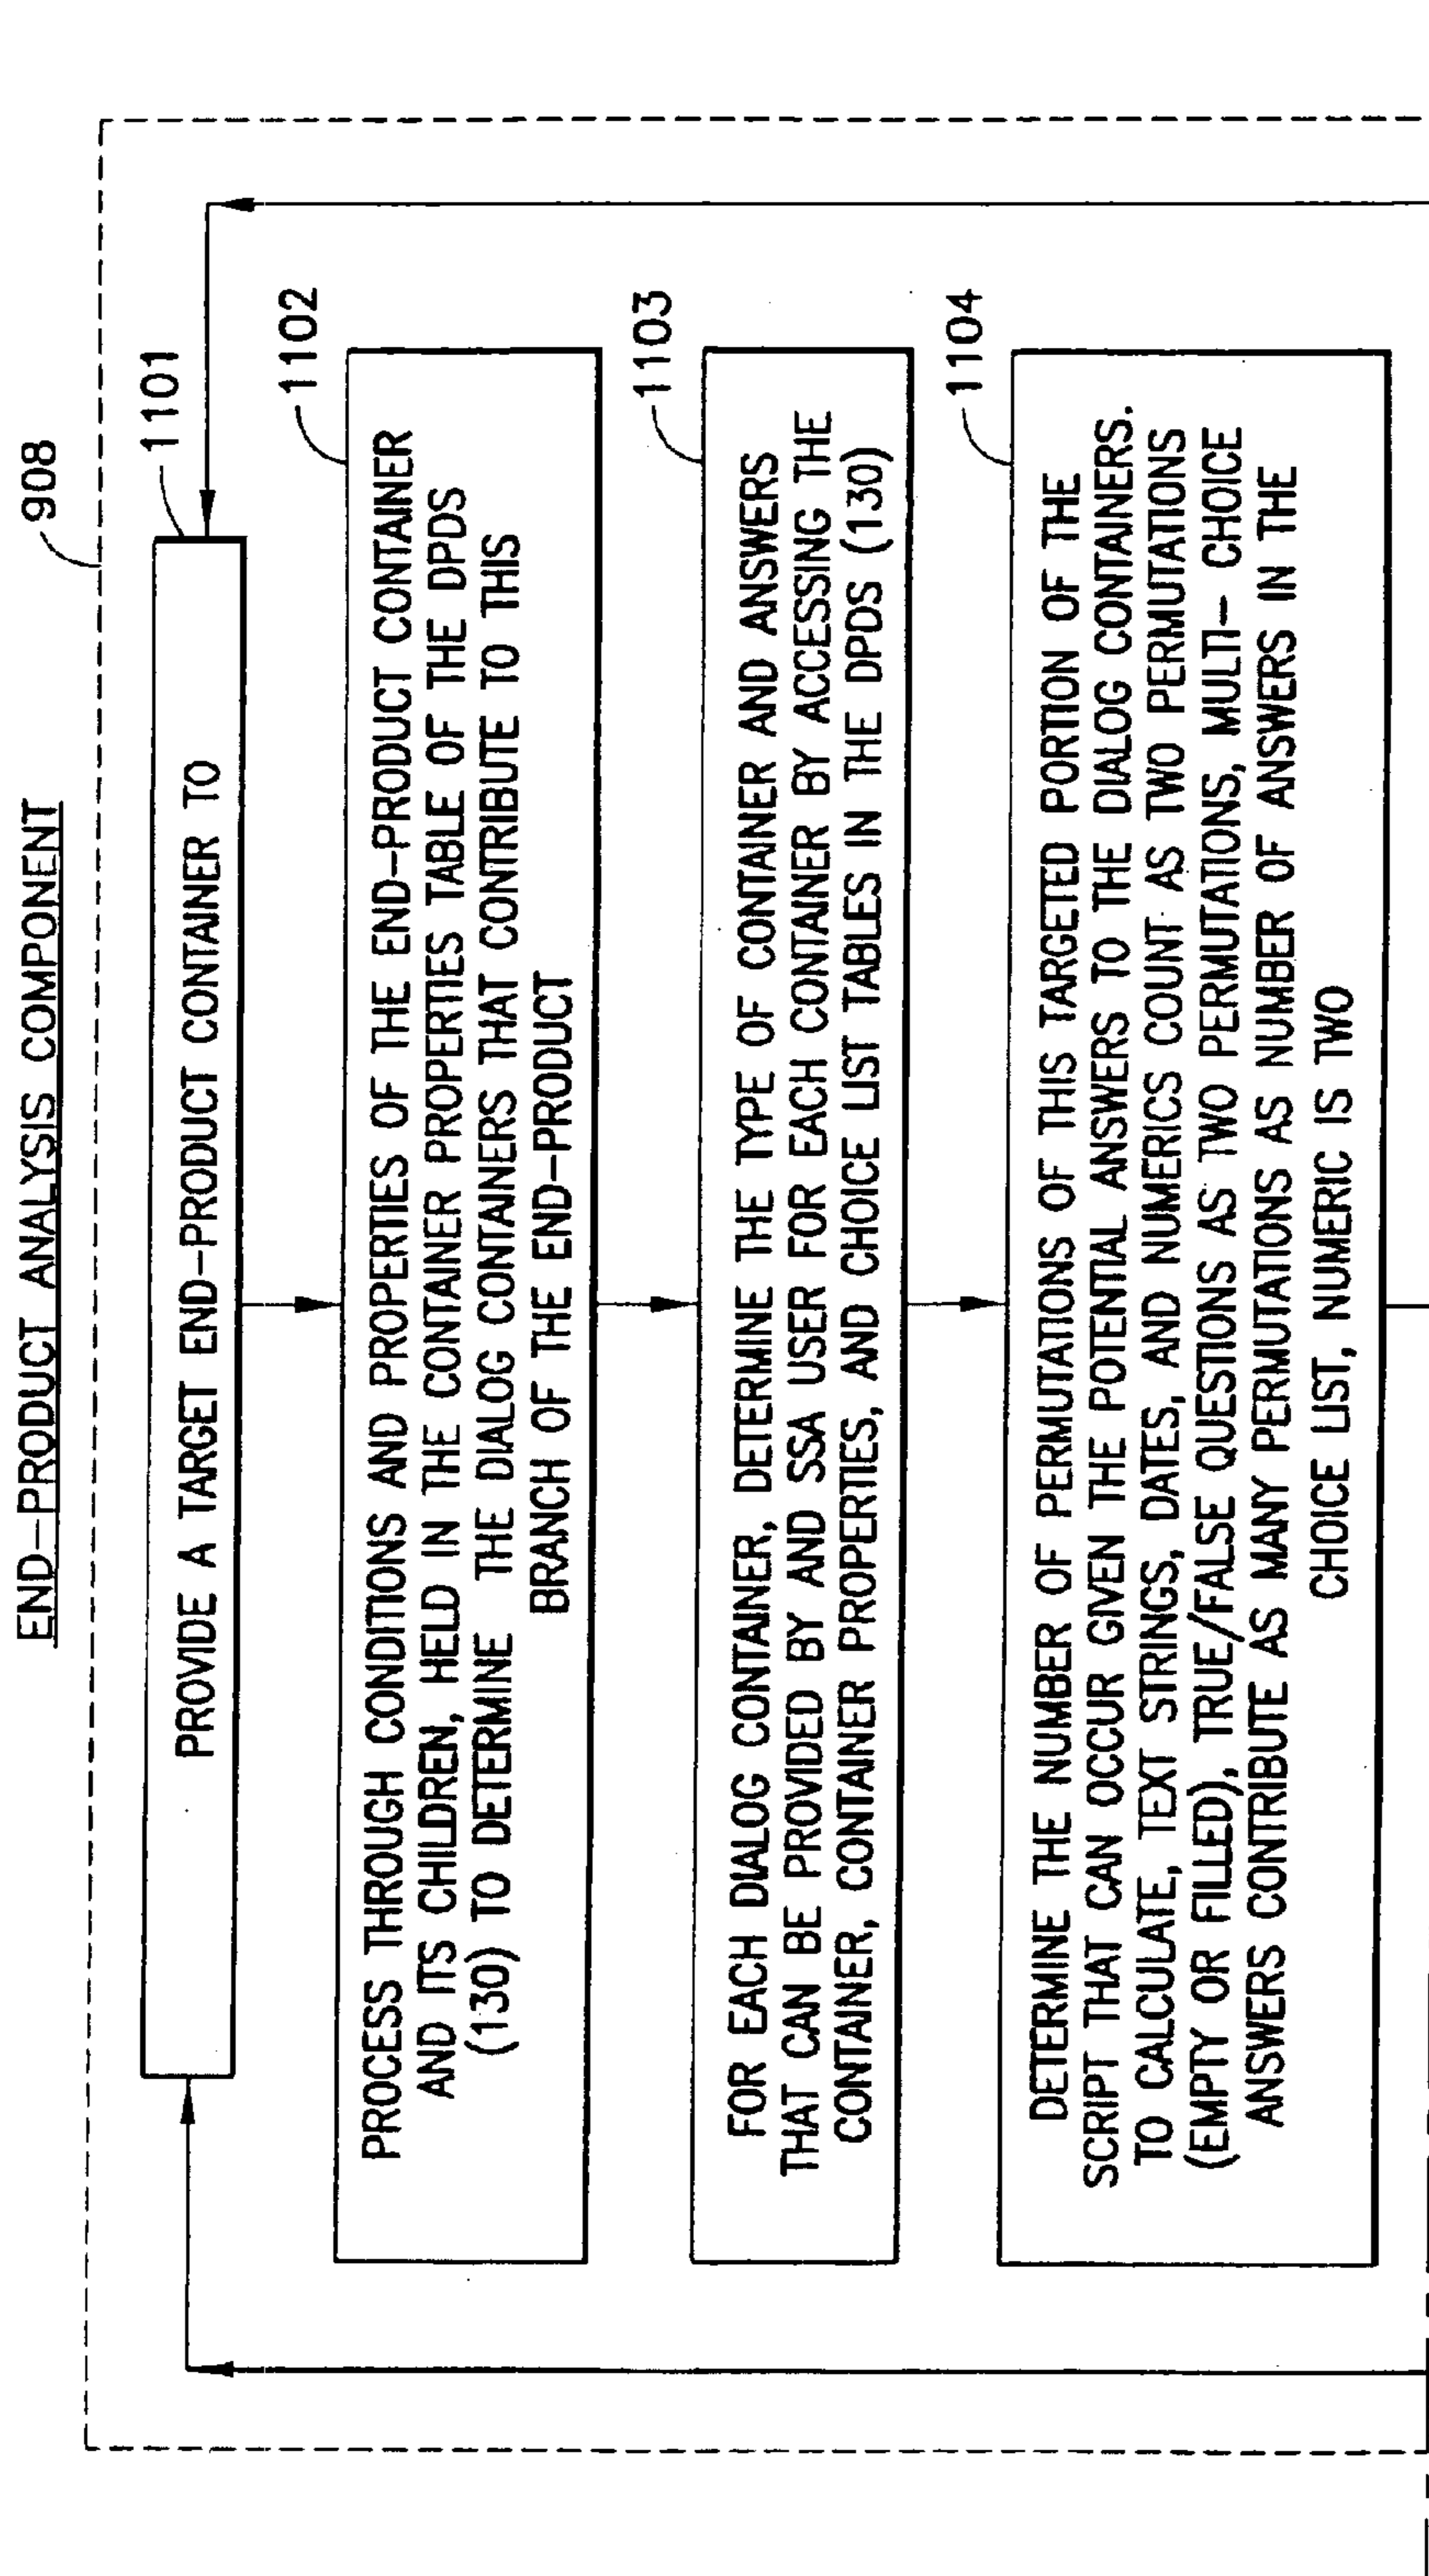 END-PRODUCT ANALYSIS COMPONENT
908
1101
PROVIDE A TARGET END-PRODUCT CONTAINER TO
1102
PROCESS THROUGH CONDITIONS AND PROPERTIES OF THE END-PRODUCT CONTAINER
AND ITS CHILDREN, HELD IN THE CONTAINER PROPERTIES TABLE OF THE DPDS
(130) TO DETERMINE THE DIALOG CONTAINERS THAT CONTRIBUTE TO THIS
BRANCH OF THE END-PRODUCT
1103
FOR EACH DIALOG CONTAINER, DETERMINE THE TYPE OF CONTAINER AND ANSWERS
THAT CAN BE PROVIDED BY AND SSA USER FOR EACH CONTAINER BY ACCESSING THE
CONTAINER, CONTAINER PROPERTIES, AND CHOICE LIST TABLES IN THE DPDS (130)
1104
DETERMINE THE NUMBER OF PERMUTATIONS OF THIS TARGETED PORTION OF THE
SCRIPT THAT CAN OCCUR GIVEN THE POTENTIAL ANSWERS TO THE DIALOG CONTAINERS.
TO CALCULATE, TEXT STRINGS, DATES, AND NUMERICS COUNT AS TWO PERMUTATIONS
(EMPTY OR FILLED), TRUE/FALSE QUESTIONS AS TWO PERMUTATIONS, MULTI- CHOICE
ANSWERS CONTRIBUTE AS MANY PERMUTATIONS AS NUMBER OF ANSWERS IN THE
CHOICE LIST, NUMERIC IS TWO